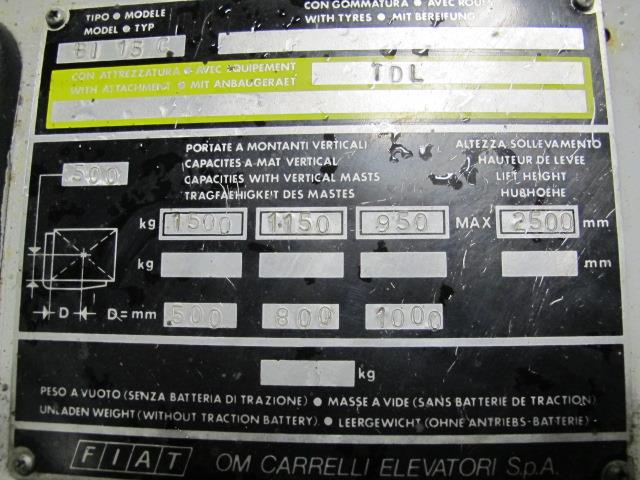 TIPO ● MODELE
MODEL ● TYP
CON GOMMATURA ● AVEC ROUES
WITH TYRES ● MIT BEREIFUNG
15 C
CON ATTREZZATURA ● AVEC EQUIPEMENT
WITH ATTACHMENT ● MIT ANBAUGERAET
TDL
PORTATE A MONTANTI VERTICALI
CAPACITES A-MAT VERTICAL
CAPACITIES WITH VERTICAL MASTS
TRAGFAEHIGKEIT DES MASTES
ALTEZZA SOLLEVAMENTO
HAUTEUR DE LEVÉE
LIFT HEIGHT
HUBHOEHE
500
kg 1500 1150 950 MAX 2500 mm
kg mm
D D=mm 500 800 1000
kg
PESO A VUOTO (SENZA BATTERIA DI TRAZIONE) ● MASSE A VIDE (SANS BATTERIE DE TRACTION)
UNLADEN WEIGHT (WITHOUT TRACTION BATTERY) ● LEERGEWICHT (OHNE ANTRIEBS-BATTERIE)
FIAT OM CARRELLI ELEVATORI S.p.A.